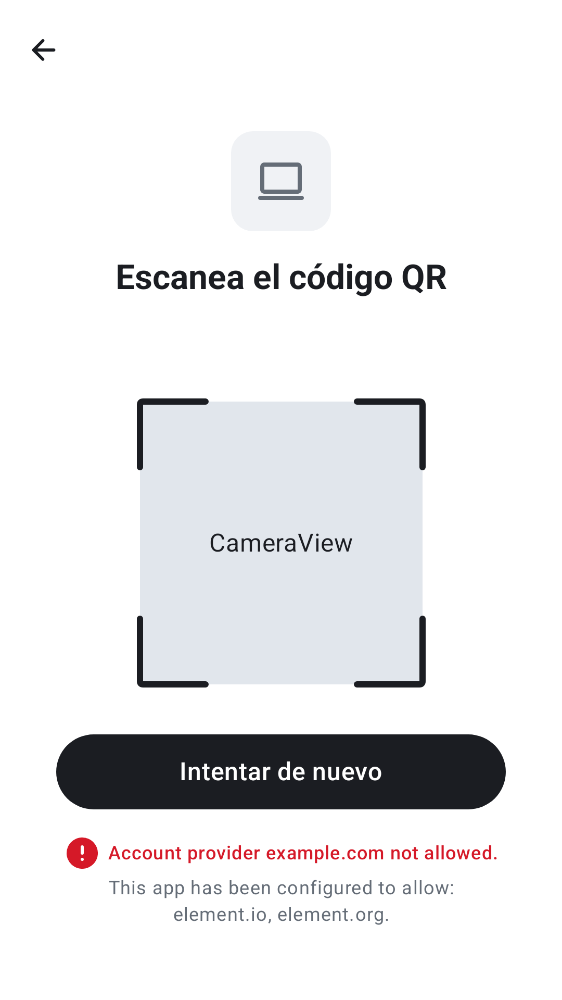 Escanea el código QR
CameraView
Intentar de nuevo
Account provider example.com not allowed.
This app has been configured to allow:
element.io, element.org.